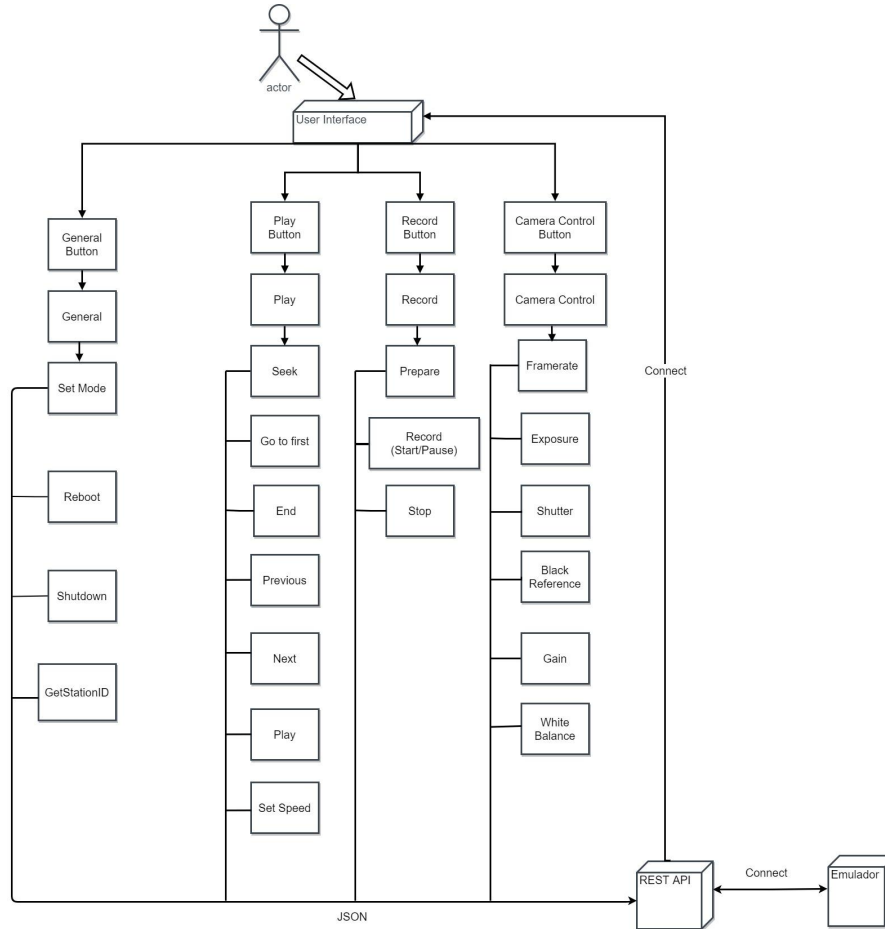 actor
User Interface
General
Button
Play
Button
Record
Button
Camera Control
Button
General
Play
Record
Camera Control
Set Mode
Seek
Prepare
Framerate
Connect
Go to first
Record
(Start/Pause)
Exposure
Reboot
End
Stop
Shutter
Shutdown
Previous
Black
Reference
GetStationID
Next
Gain
Play
White
Balance
Set Speed
REST API
Connect
Emulador
JSON